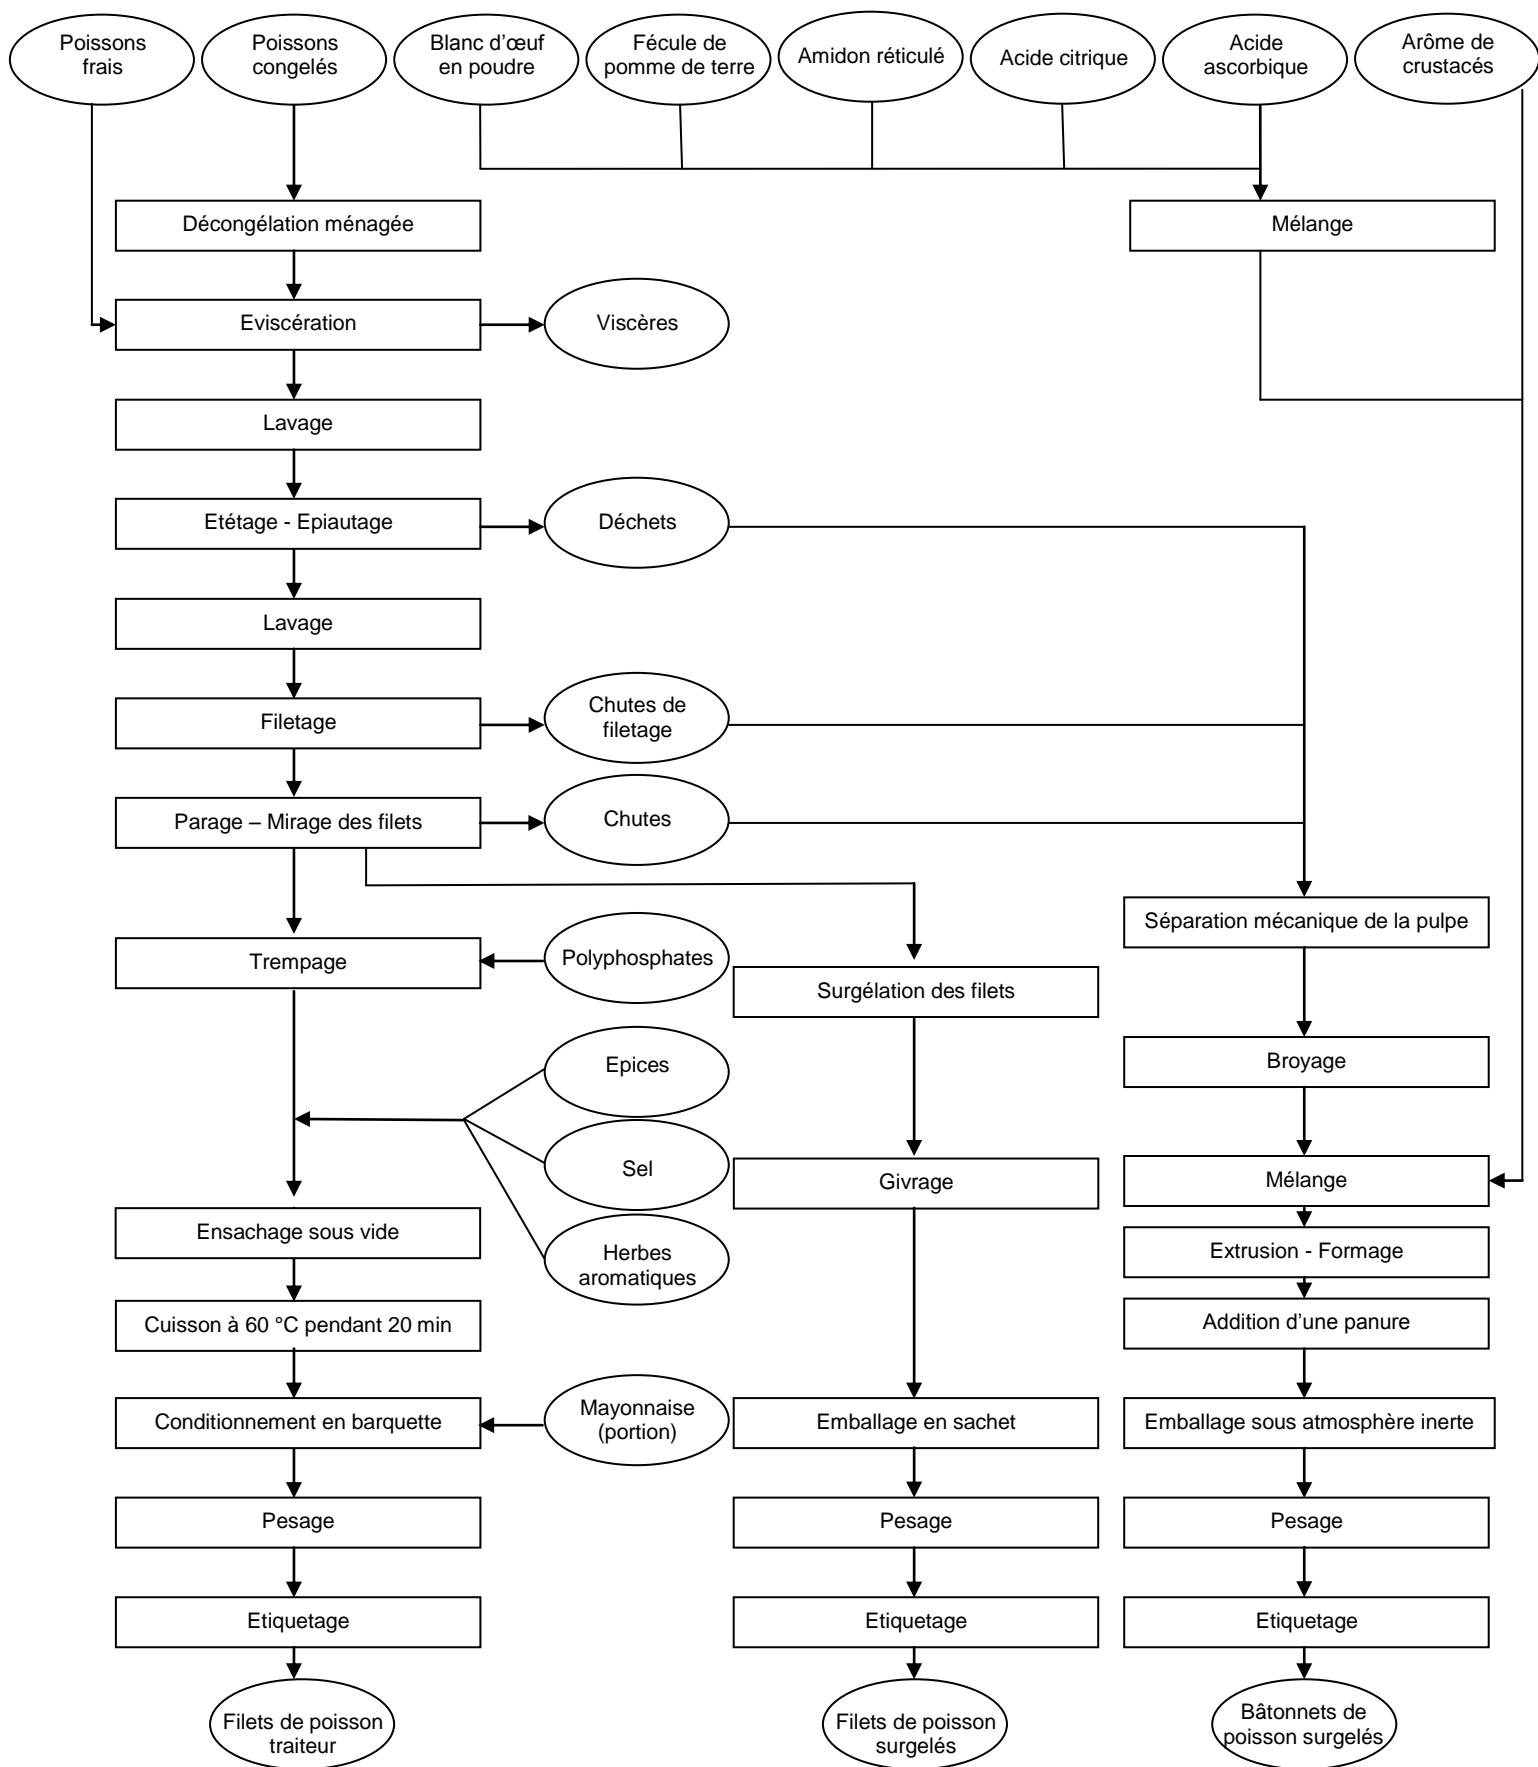 Poissons
frais
Poissons
congelés
Blanc d'œuf
en poudre
Fécule de
pomme de terre
Amidon réticulé
Acide citrique
Acide
ascorbique
Arôme de
crustacés
Décongélation ménagée
Mélange
Eviscération
Viscères
Lavage
Etétage - Epiautage
Déchets
Lavage
Filetage
Chutes de
filetage
Parage – Mirage des filets
Chutes
Séparation mécanique de la pulpe
Trempage
Polyphosphates
Surgélation des filets
Broyage
Epices
Sel
Givrage
Mélange
Ensachage sous vide
Herbes
aromatiques
Extrusion - Formage
Cuisson à 60 °C pendant 20 min
Addition d'une panure
Conditionnement en barquette
Mayonnaise
(portion)
Emballage en sachet
Emballage sous atmosphère inerte
Pesage
Pesage
Pesage
Etiquetage
Etiquetage
Etiquetage
Filets de poisson
traiteur
Filets de poisson
surgelés
Bâtonnets de
poisson surgelés